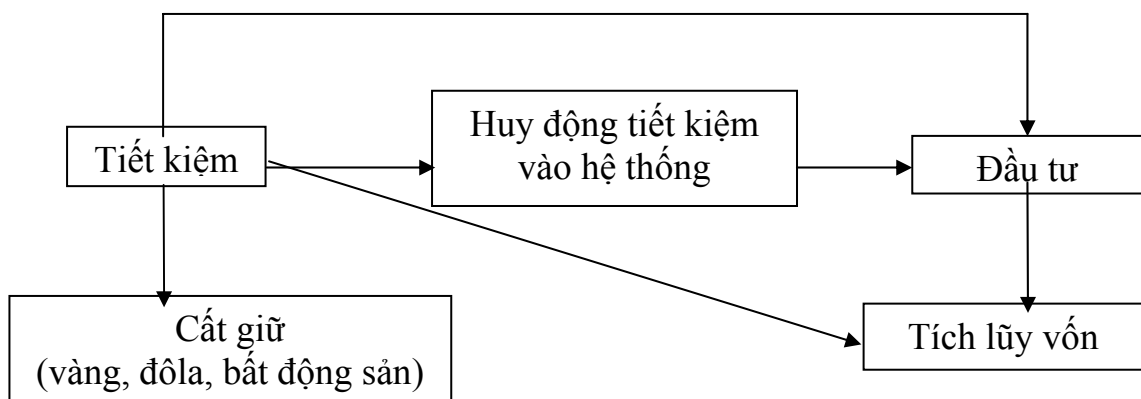 Huy động tiết kiệm
vào hệ thống
Tiết kiệm
Đầu tư
Cất giữ
(vàng, đôla, bất động sản)
Tích lũy vốn